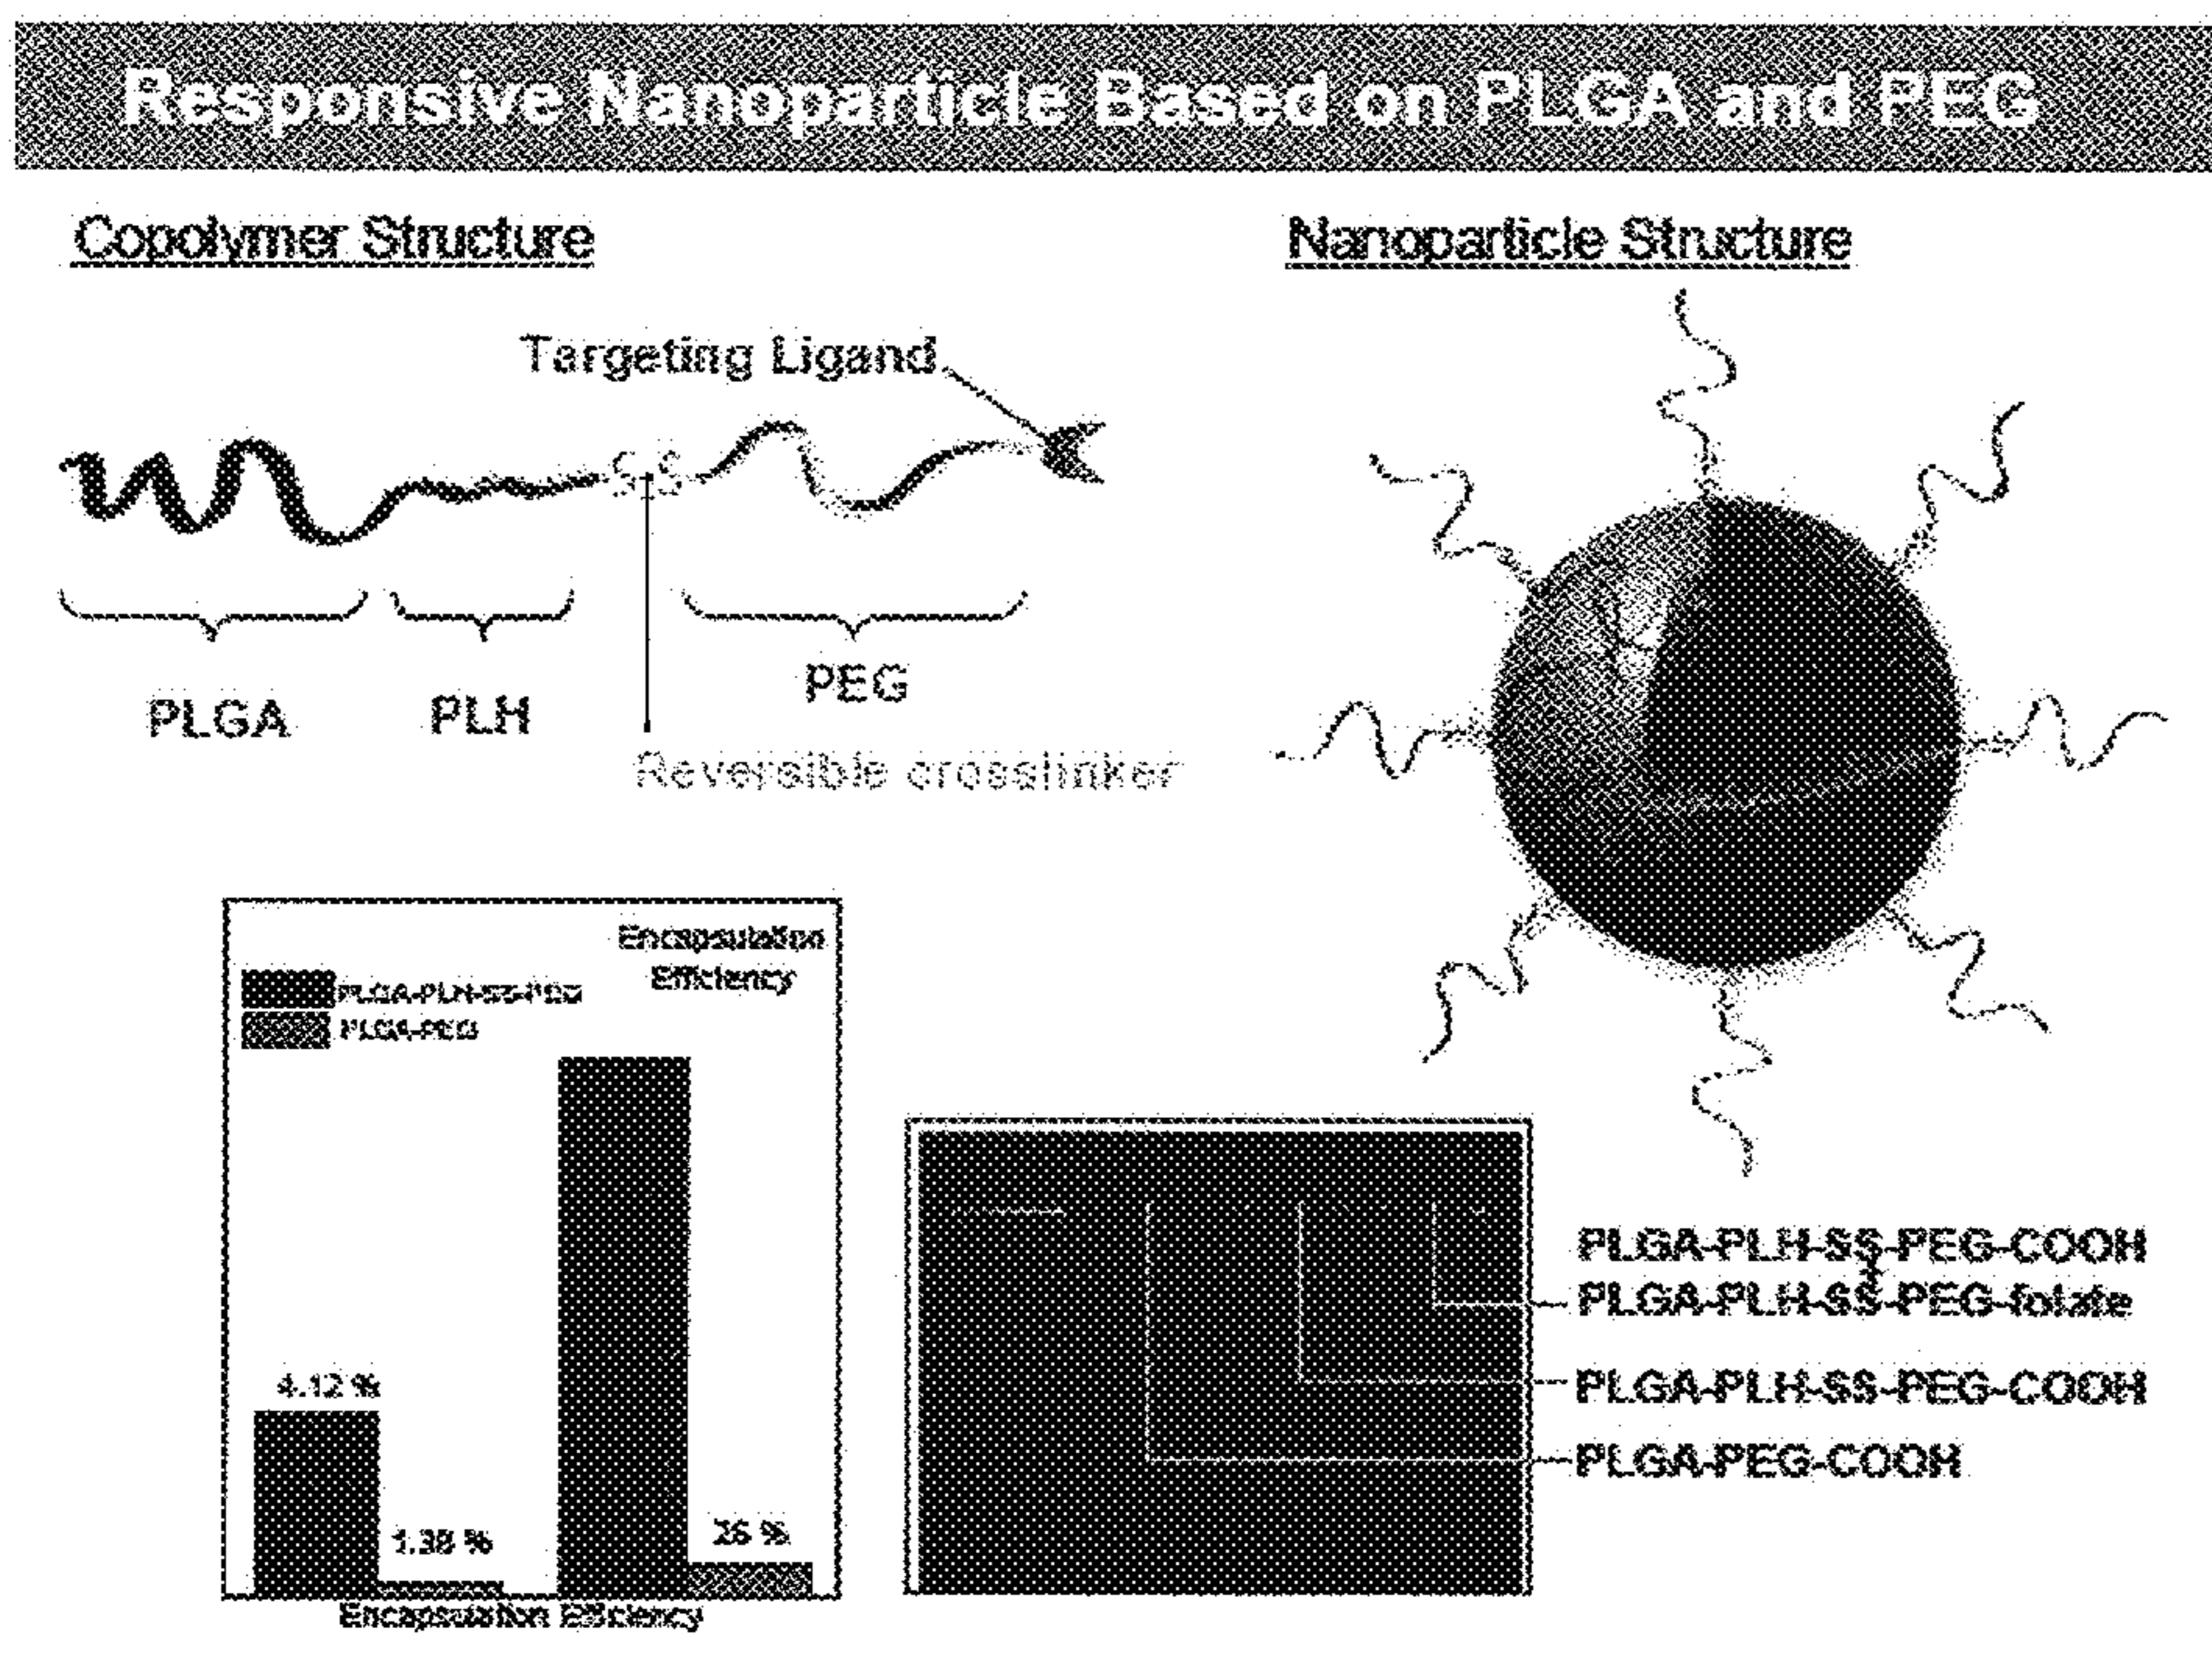 Responsive Nanoparticle Based on PLGA and PEG
Copolymer Structure
Nanoparticle Structure
Targeting Ligand
S-S
PLGA
PLH
PEG
Reversible crosslinker
Encapsulation
Efficiency
PLGA-PLH-SS-PEG
PLGA-PEG
4.12 %
1.38 %
26 %
Encapsulation Efficiency
PLGA-PLH-SS-PEG-COOH
+
PLGA-PLH-SS-PEG-folate
PLGA-PLH-SS-PEG-COOH
PLGA-PEG-COOH